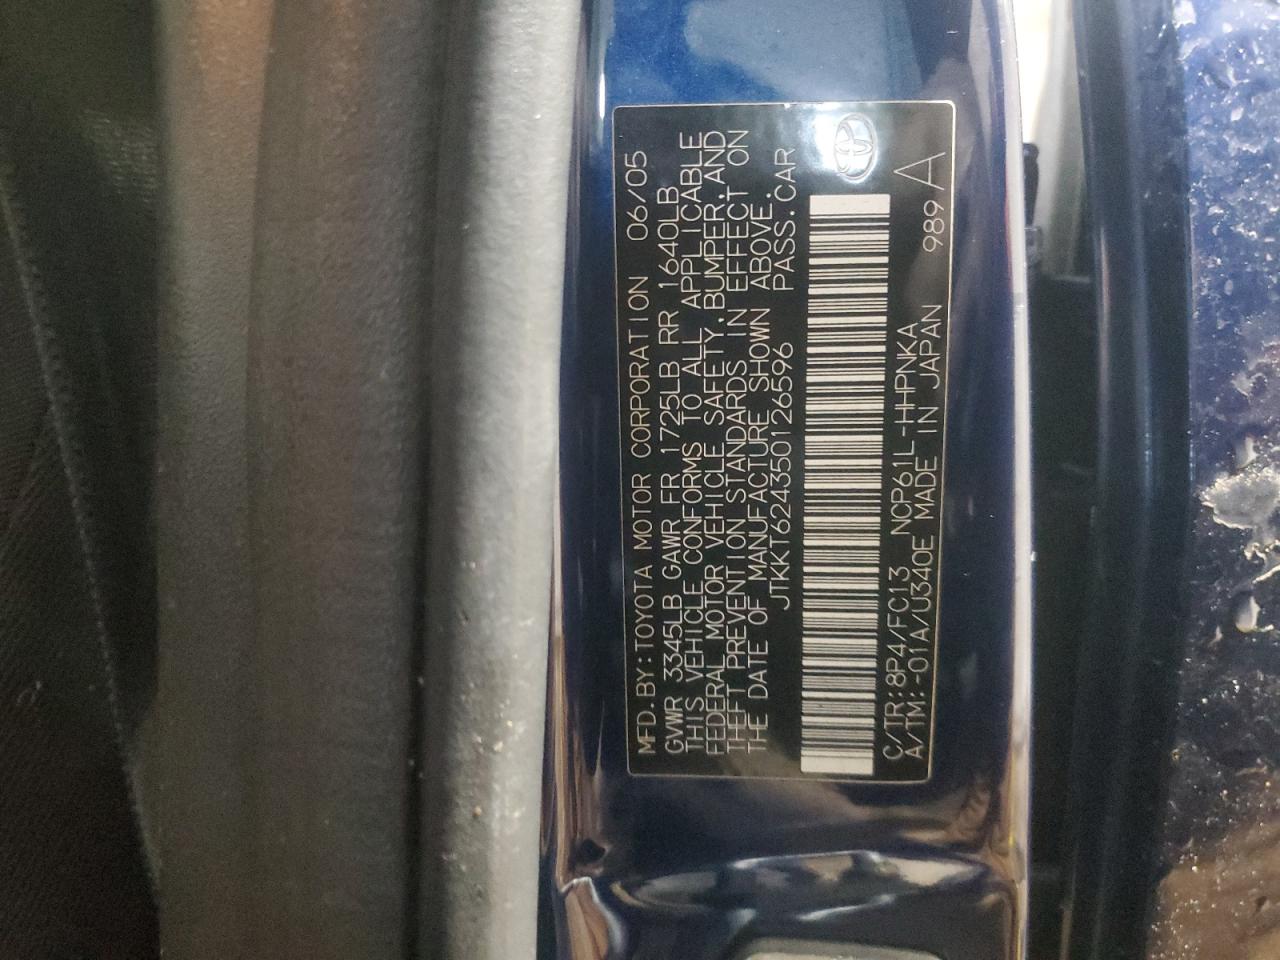 MFD.BY:TOYOTA MOTOR CORPORATION 06/05
GVWR 3345LB GAWR FR 1725LB RR 1640LB
THIS VEHICLE CONFORMS TO ALL APPLICABLE
FEDERAL MOTOR VEHICLE SAFETY,BUMPER,AND
THEFT PREVENTION STANDARDS IN EFFECT ON
THE DATE OF MANUFACTURE SHOWN ABOVE.
JTKKT624350126596 PASS.CAR
C/TR:8P4/FC13 NCP61L-HHPNKA
A/TM:-01A/U340E MADE IN JAPAN 989 A